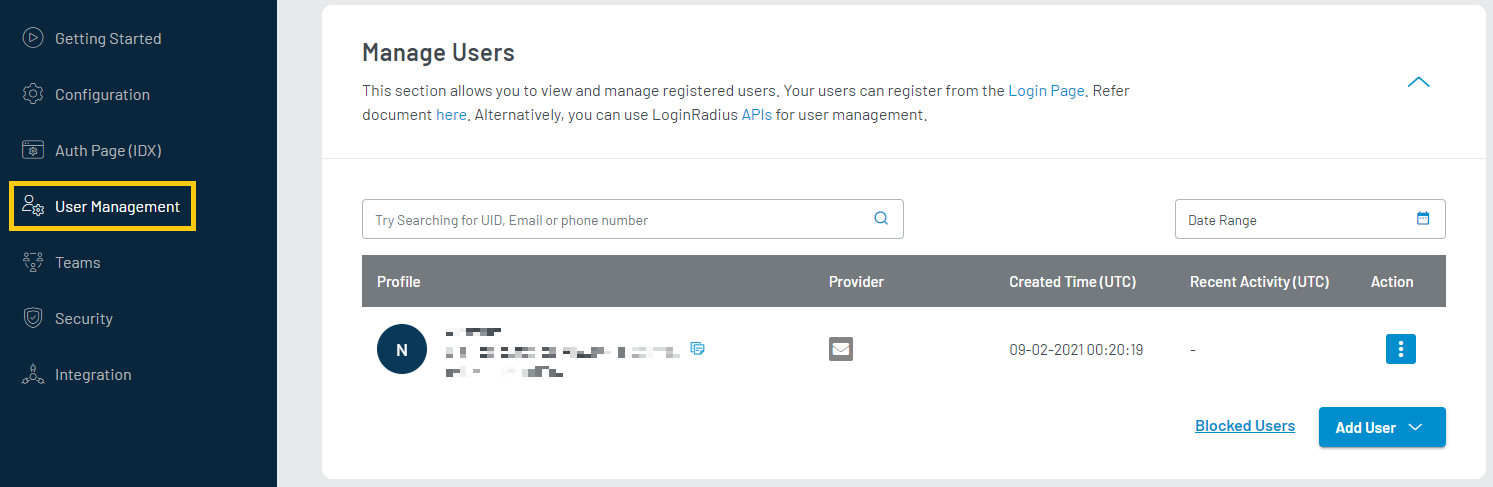 Getting Started
Configuration
Auth Page (IDX)
User Management
Teams
Security
Integration
Manage Users
This section allows you to view and manage registered users. Your users can register from the Login Page. Refer
document here. Alternatively, you can use LoginRadius APIs for user management.
Try Searching for UID, Email or phone number
Date Range
Profile Provider Created Time (UTC) Recent Activity (UTC) Action
N 09-02-2021 00:20:19 -
Blocked Users Add User